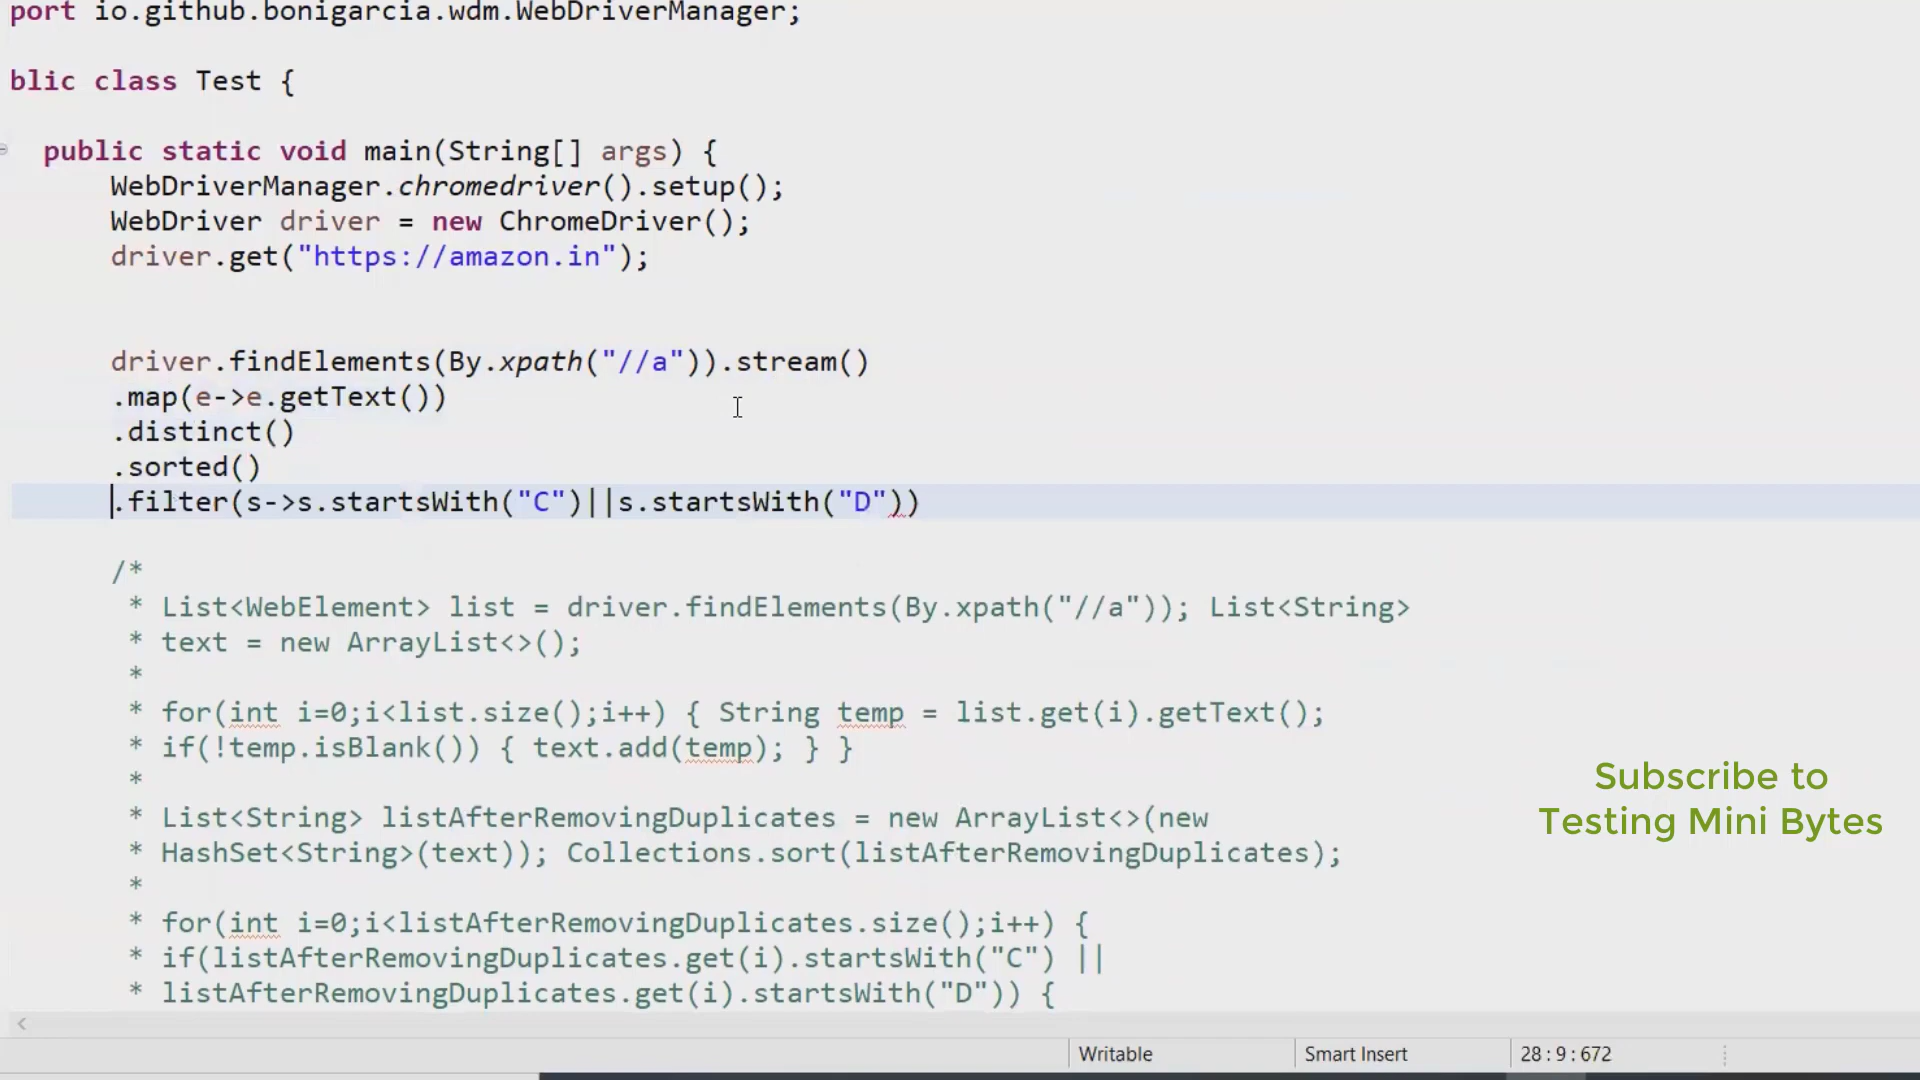 port io.github.bonigarcia.wdm.WebDriverManager;
blic class Test {
public static void main(String[] args) {
WebDriverManager.chromedriver().setup();
WebDriver driver = new ChromeDriver();
driver.get("https://amazon.in");
driver.findElements(By.xpath("//a")).stream()
.map(e->e.getText())
.distinct()
.sorted()
.filter(s->s.startsWith("C")||s.startsWith("D"))
/*
* List<WebElement> list = driver.findElements(By.xpath("//a")); List<String>
* text = new ArrayList<>();
*
* for(int i=0;i<list.size();i++) { String temp = list.get(i).getText();
* if(!temp.isBlank()) { text.add(temp); } }
*
* List<String> listAfterRemovingDuplicates = new ArrayList<>(new
* HashSet<String>(text)); Collections.sort(listAfterRemovingDuplicates);
*
* for(int i=0;i<listAfterRemovingDuplicates.size();i++) {
* if(listAfterRemovingDuplicates.get(i).startsWith("C") ||
* listAfterRemovingDuplicates.get(i).startsWith("D")) {
Subscribe to
Testing Mini Bytes
Writable
Smart Insert
28 : 9 : 672